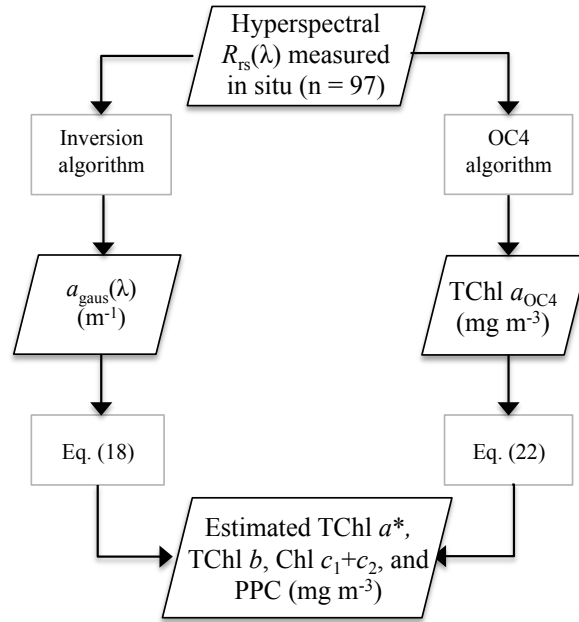 Hyperspectral
Rrs(λ) measured
in situ (n = 97)
Inversion
algorithm
OC4
algorithm
agaus(λ)
(m-1)
TChl aOC4
(mg m-3)
Eq. (18)
Eq. (22)
Estimated TChl a*,
TChl b, Chl c1+c2, and
PPC (mg m-3)